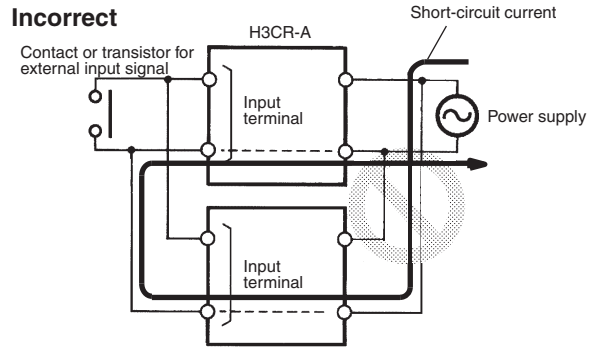 Incorrect
Short-circuit current
H3CR-A
Contact or transistor for
external input signal
Input
terminal
Power supply
Input
terminal